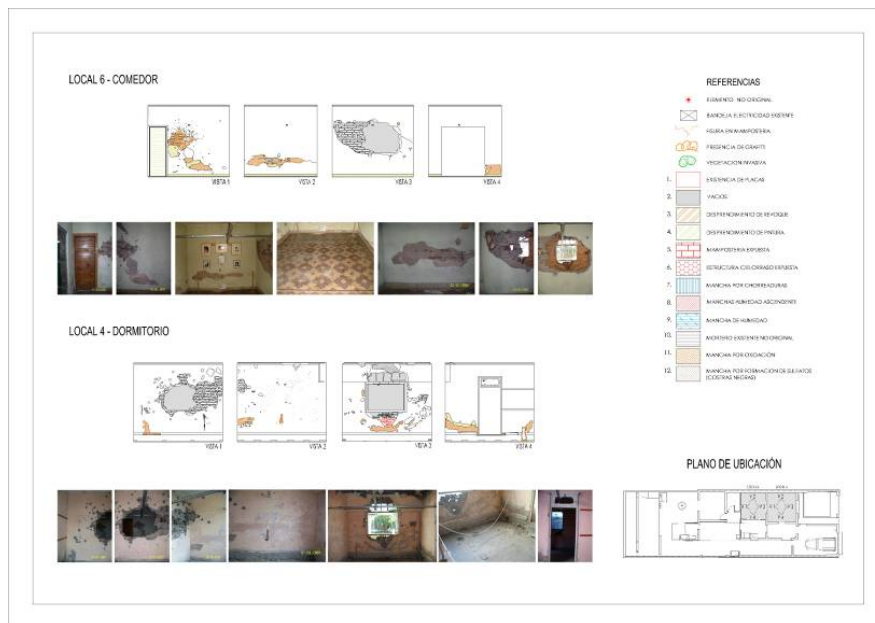 LOCAL 6 - COMEDOR
VISTA 1
VISTA 2
VISTA 3
VISTA 4
LOCAL 4 - DORMITORIO
VISTA 1
VISTA 2
VISTA 3
VISTA 4
REFERENCIAS
ELEMENTO NO ORIGINAL
BANDEJA ELECTRICIDAD EXISTENTE
FISURA EN MAMPOSTERIA
PRESENCIA DE GRAFITI
VEGETACION INVASIVA
1. EXISTENCIA DE PLACAS
2. VACIOS
3. DESPRENDIMIENTO DE REVOQUE
4. DESPRENDIMIENTO DE PINTURA
5. MAMPOSTERIA EXPUESTA
6. ESTRUCTURA CIELORRASO EXPUESTA
7. MANCHA POR CHORREADURAS
8. MANCHAS HUMEDAD ASCENDENTE
9. MANCHA DE HUMEDAD
10. MORTERO EXISTENTE NO ORIGINAL
11. MANCHA POR OXIDACIÓN
12. MANCHA POR FORMACIÓN DE SULFATOS
(COSTRAS NEGRAS)
PLANO DE UBICACIÓN